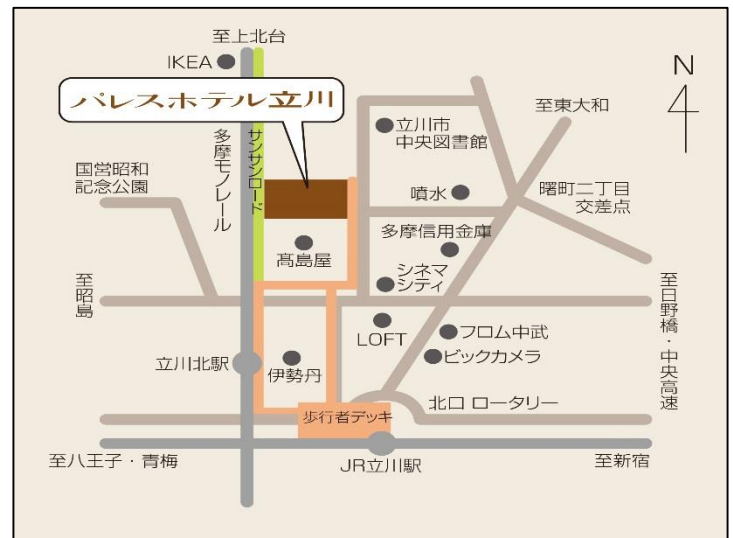 至上北台
IKEA
N
パレスホテル立川
至東大和
立川市
中央図書館
サンサンロード
多摩モノレール
国営昭和
記念公園
噴水
曙町二丁目
交差点
多摩信用金庫
髙島屋
シネマ
シティ
至昭島
至日野橋・中央高速
LOFT
フロム中武
立川北駅
伊勢丹
ビックカメラ
北口 ロータリー
歩行者デッキ
至八王子・青梅
JR立川駅
至新宿